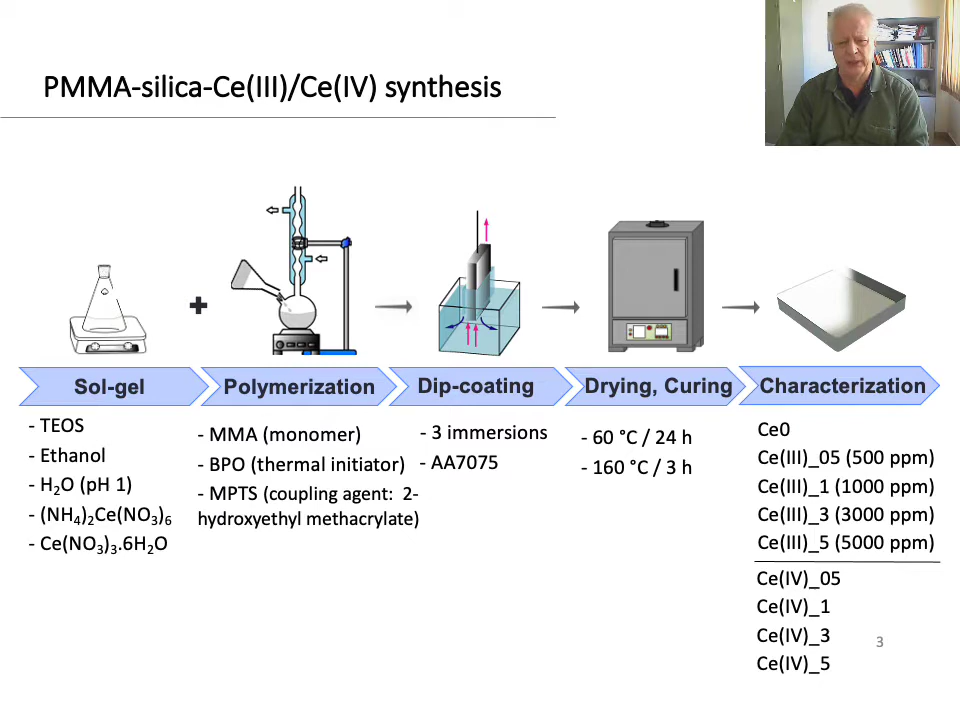 PMMA-silica-Ce(III)/Ce(IV) synthesis
Sol-gel
Polymerization
Dip-coating
Drying, Curing
Characterization
- TEOS
- Ethanol
- H₂O (pH 1)
- (NH₄)₂Ce(NO₃)₆
- Ce(NO₃)₃.6H₂O
- MMA (monomer)
- BPO (thermal initiator)
- MPTS (coupling agent: 2-
hydroxyethyl methacrylate)
- 3 immersions
- AA7075
- 60 °C / 24 h
- 160 °C / 3 h
Ce0
Ce(III)_05 (500 ppm)
Ce(III)_1 (1000 ppm)
Ce(III)_3 (3000 ppm)
Ce(III)_5 (5000 ppm)
Ce(IV)_05
Ce(IV)_1
Ce(IV)_3
Ce(IV)_5
3